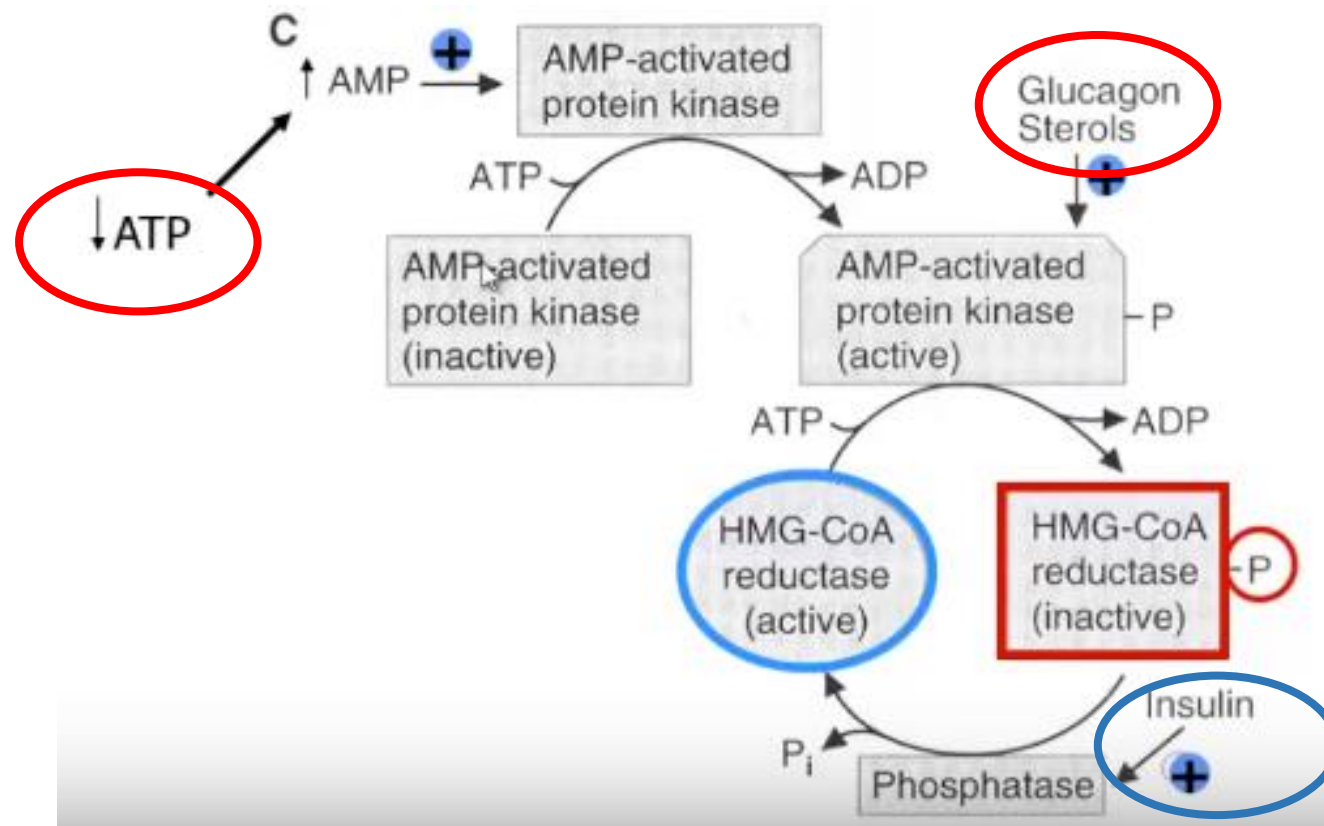 C
↑ AMP
+
AMP-activated
protein kinase
Glucagon
Sterols
+
ATP
ADP
↓ ATP
AMP-activated
protein kinase
(inactive)
AMP-activated
protein kinase
(active)
P
ATP
ADP
HMG-CoA
reductase
(active)
HMG-CoA
reductase
(inactive)
P
Insulin
+
Pi
Phosphatase